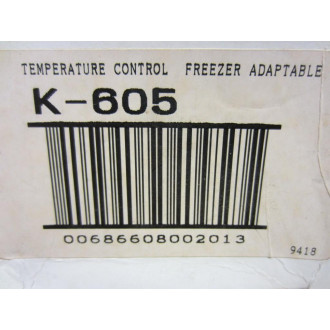 TEMPERATURE CONTROL FREEZER ADAPTABLE
K-605
00686608002013
9418